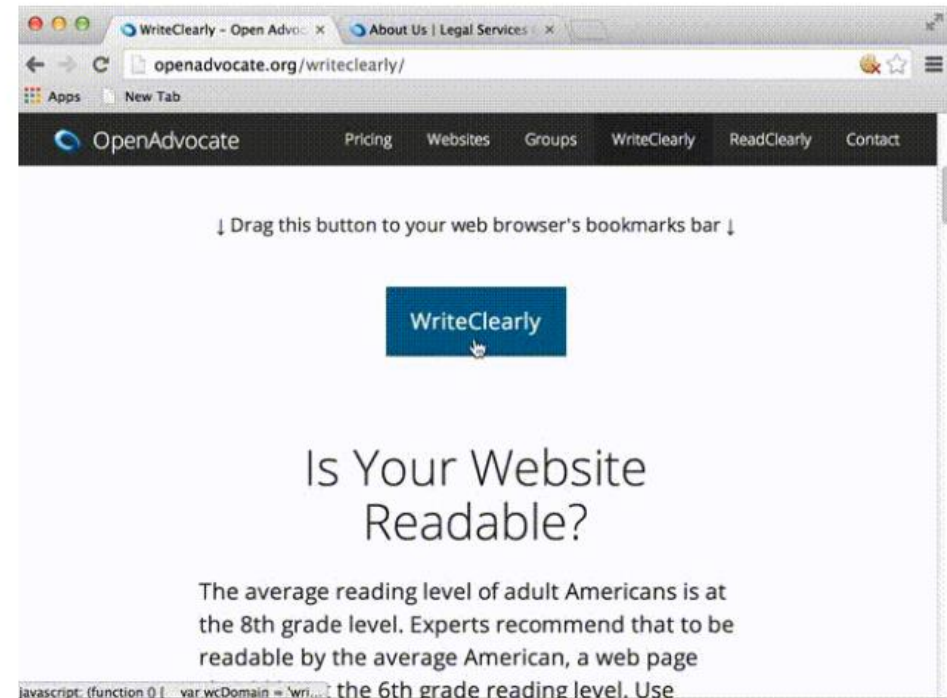 WriteClearly – Open Advoc
About Us | Legal Services
openadvocate.org/writeclearly/
Apps New Tab
OpenAdvocate Pricing Websites Groups WriteClearly ReadClearly Contact
↓ Drag this button to your web browser's bookmarks bar ↓
WriteClearly
Is Your Website
Readable?
The average reading level of adult Americans is at
the 8th grade level. Experts recommend that to be
readable by the average American, a web page
the 6th grade reading level. Use
javascript: (function () { var wcDomain = 'wri...